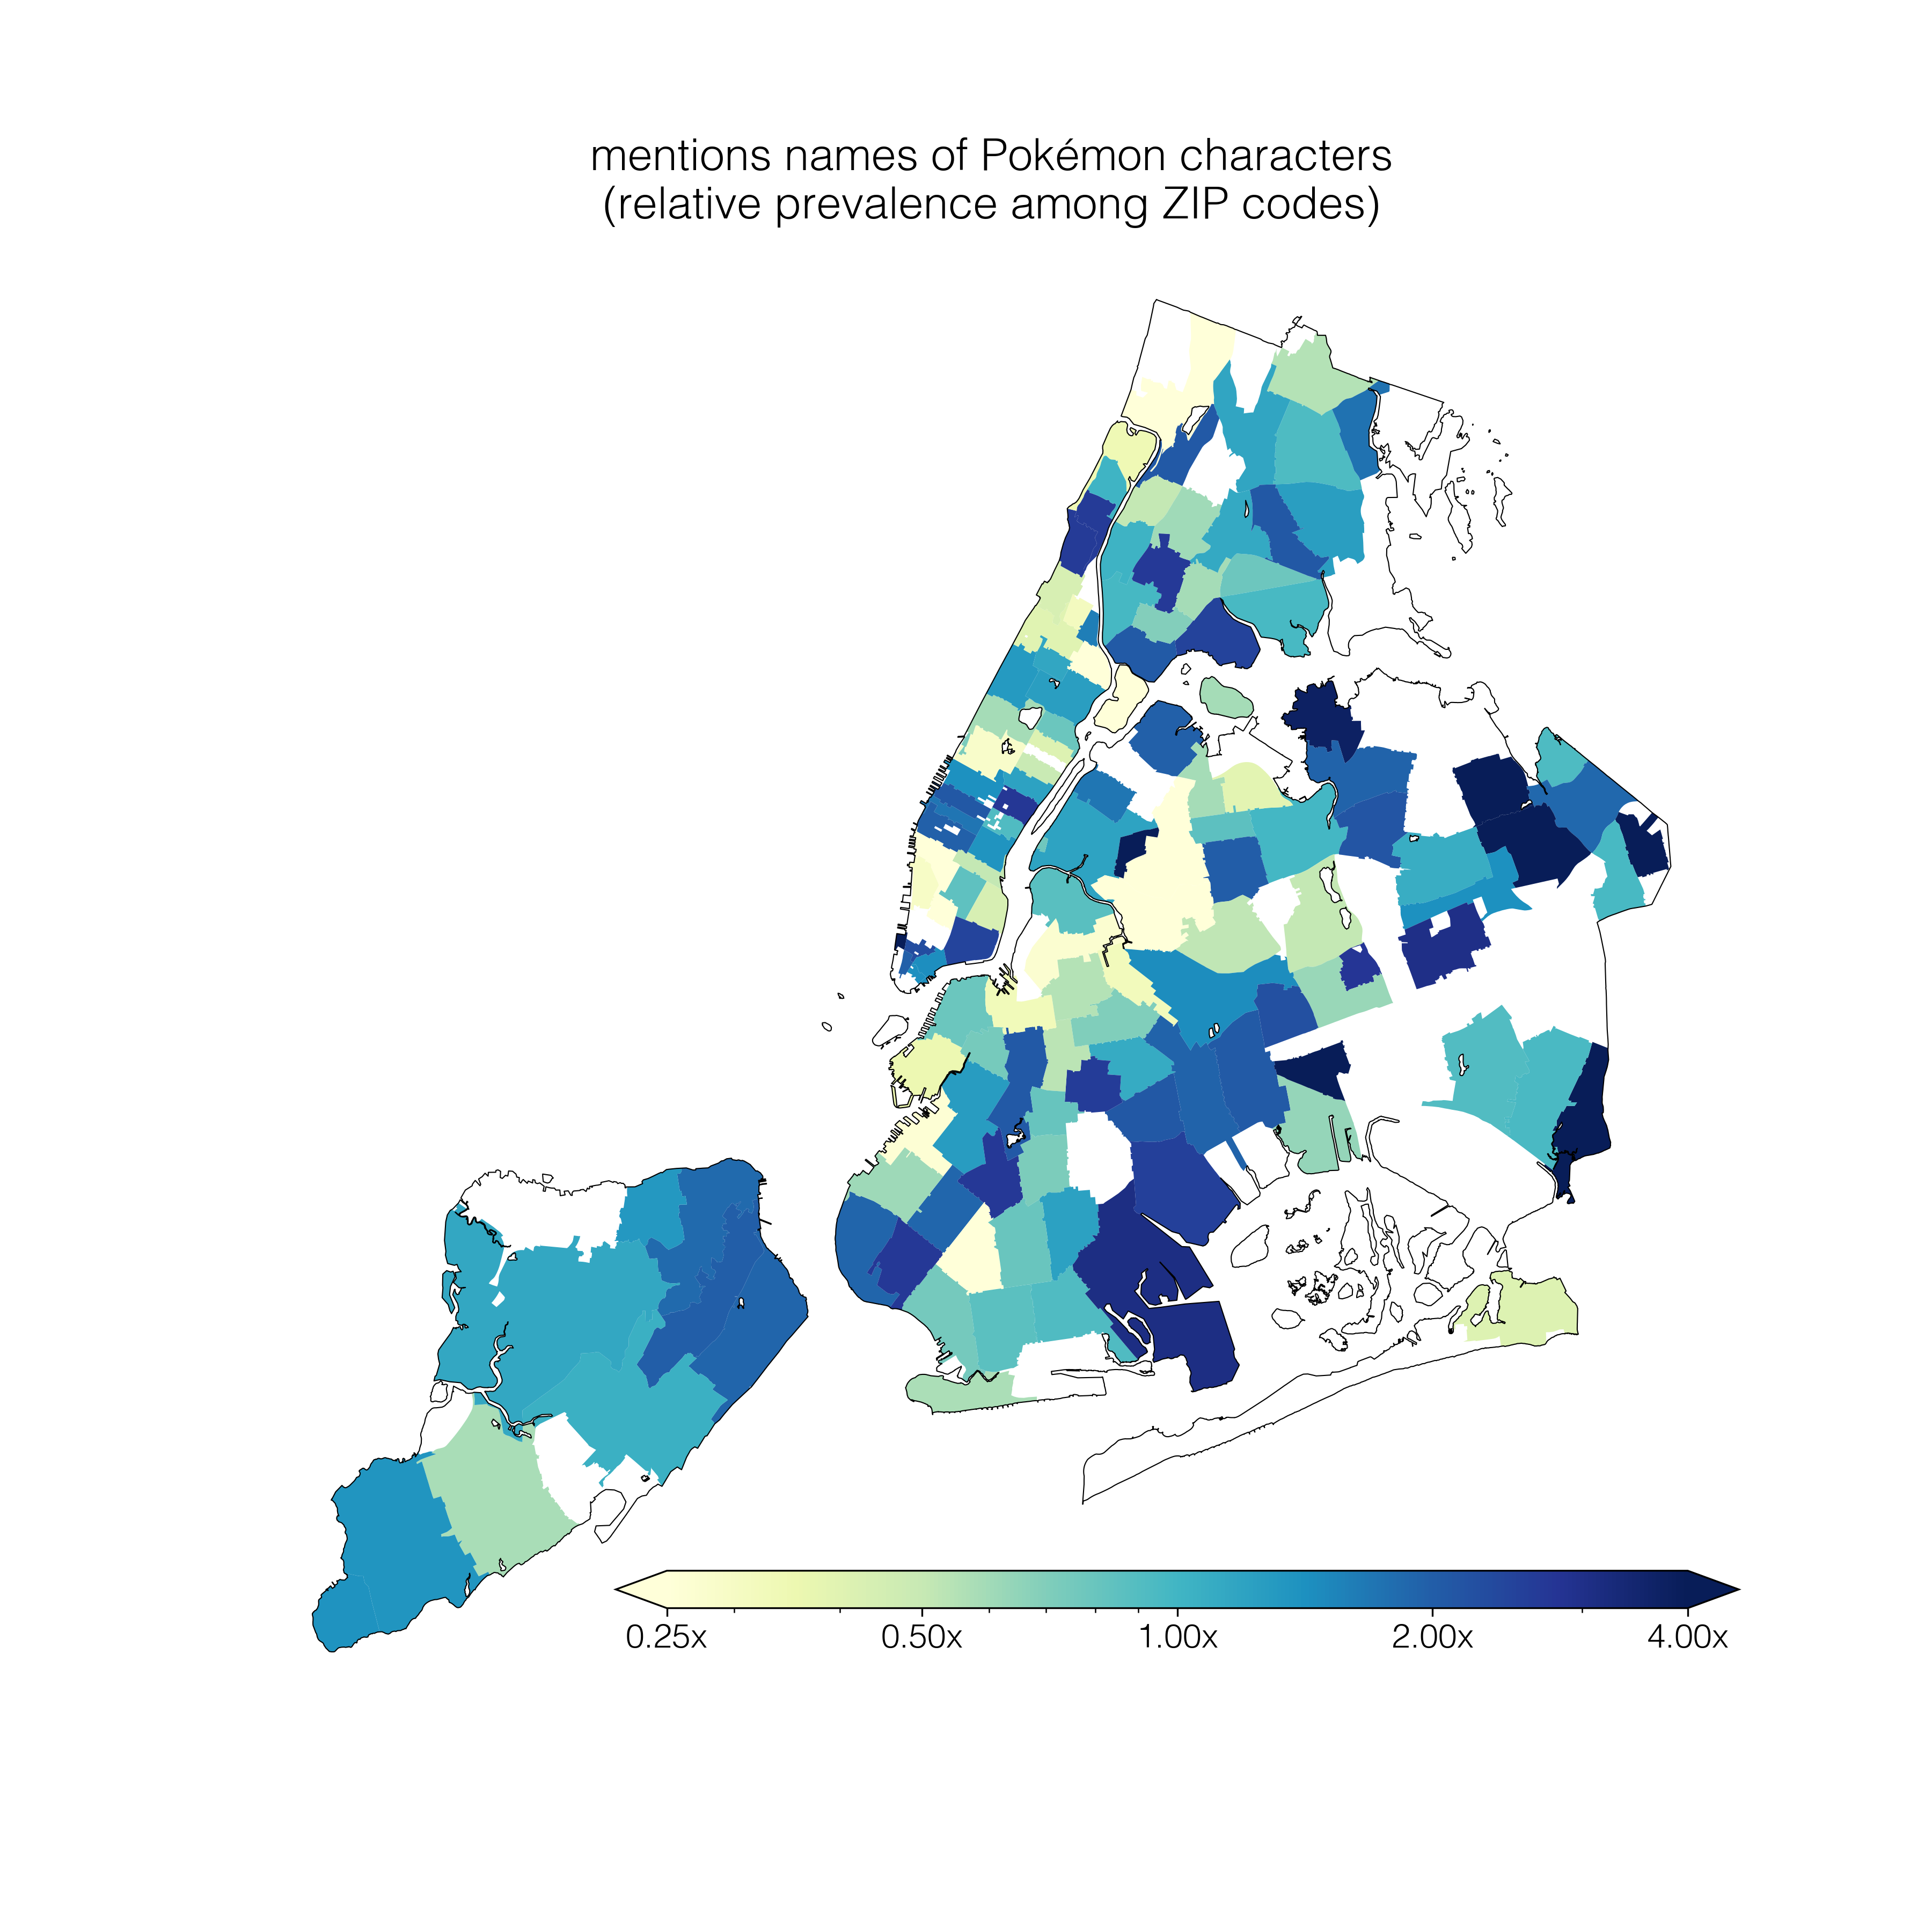 mentions names of Pokémon characters
(relative prevalence among ZIP codes)
0.25x 0.50x 1.00x 2.00x 4.00x